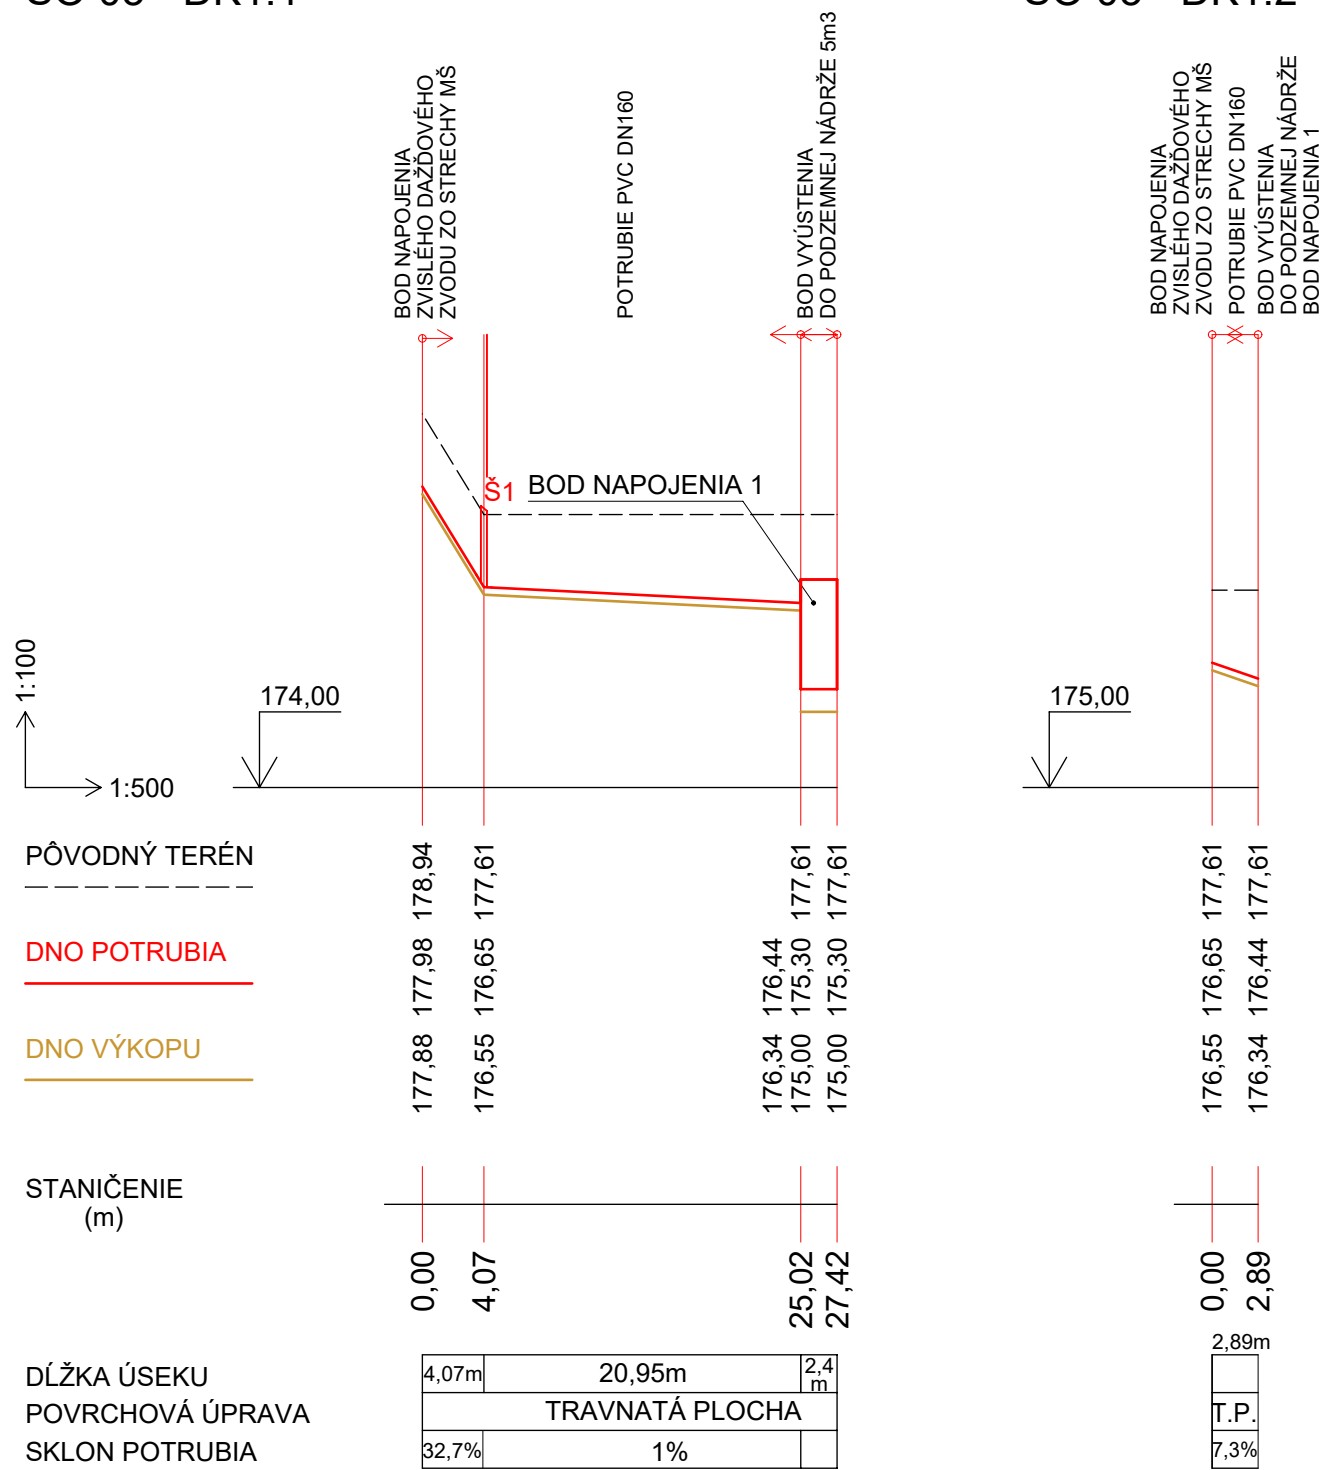 BOD NAPOJENIA
ZVISLÉHO DAŽĎOVÉHO
ZVODU ZO STRECHY MŠ
POTRUBIE PVC DN160
BOD VYÚSTENIA
DO PODZEMNEJ NÁDRŽE 5m3
BOD NAPOJENIA
ZVISLÉHO DAŽĎOVÉHO
ZVODU ZO STRECHY MŠ
POTRUBIE PVC DN160
BOD VYÚSTENIA
DO PODZEMNEJ NÁDRŽE
BOD NAPOJENIA 1
Š1
BOD NAPOJENIA 1
1:100
1:500
174,00
175,00
PÔVODNÝ TERÉN
178,94 177,61 177,61 177,61 177,61 177,61
DNO POTRUBIA
177,98 176,65 176,44 175,30 175,30 176,65 176,44
DNO VÝKOPU
177,88 176,55 176,34 175,00 175,00 176,55 176,34
STANIČENIE
(m)
0,00 4,07 25,02 27,42 0,00 2,89
DĹŽKA ÚSEKU
4,07m 20,95m 2,4 m 2,89m
POVRCHOVÁ ÚPRAVA
TRAVNATÁ PLOCHA T.P.
SKLON POTRUBIA
32,7% 1% 7,3%